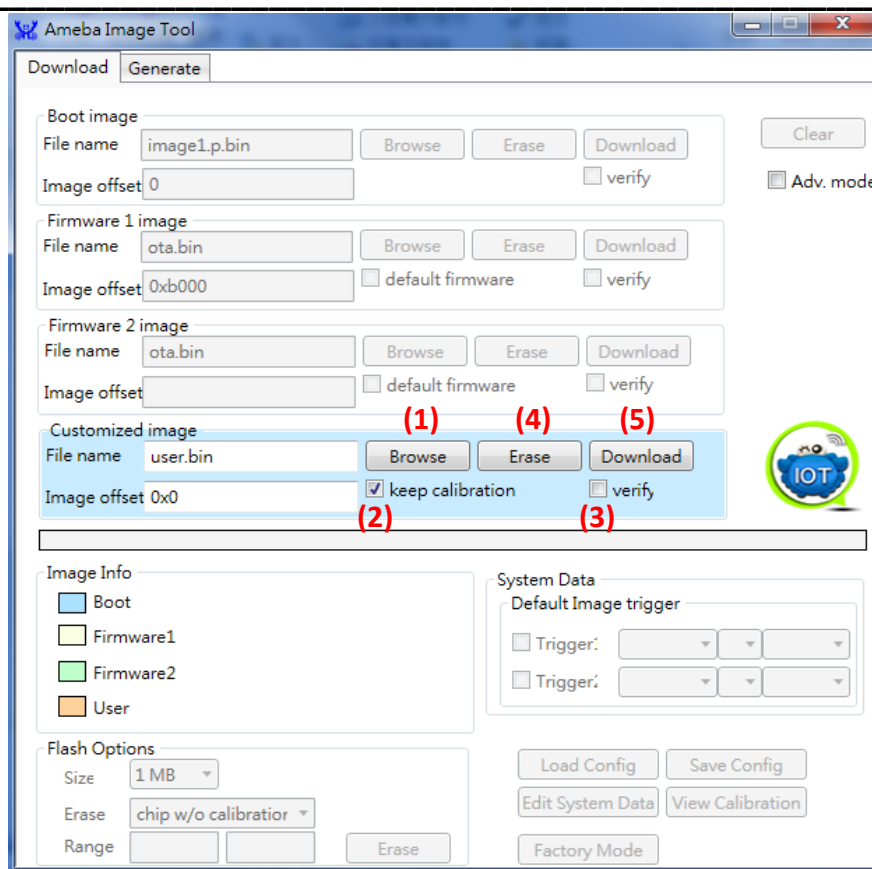 Ameba Image Tool
Download Generate
Boot image
File name image1.p.bin Browse Erase Download Clear
Image offset 0 verify Adv. mode
Firmware 1 image
File name ota.bin Browse Erase Download
Image offset 0xb000 default firmware verify
Firmware 2 image
File name ota.bin Browse Erase Download
Image offset default firmware verify
(1) (4) (5)
Customized image
File name user.bin Browse Erase Download
Image offset 0x0 keep calibration verify
(2) (3)
IOT
Image Info
Boot
Firmware1
Firmware2
User
System Data
Default Image trigger
Trigger1
Trigger2
Flash Options
Size 1 MB
Erase chip w/o calibration
Range Erase
Load Config Save Config
Edit System Data View Calibration
Factory Mode